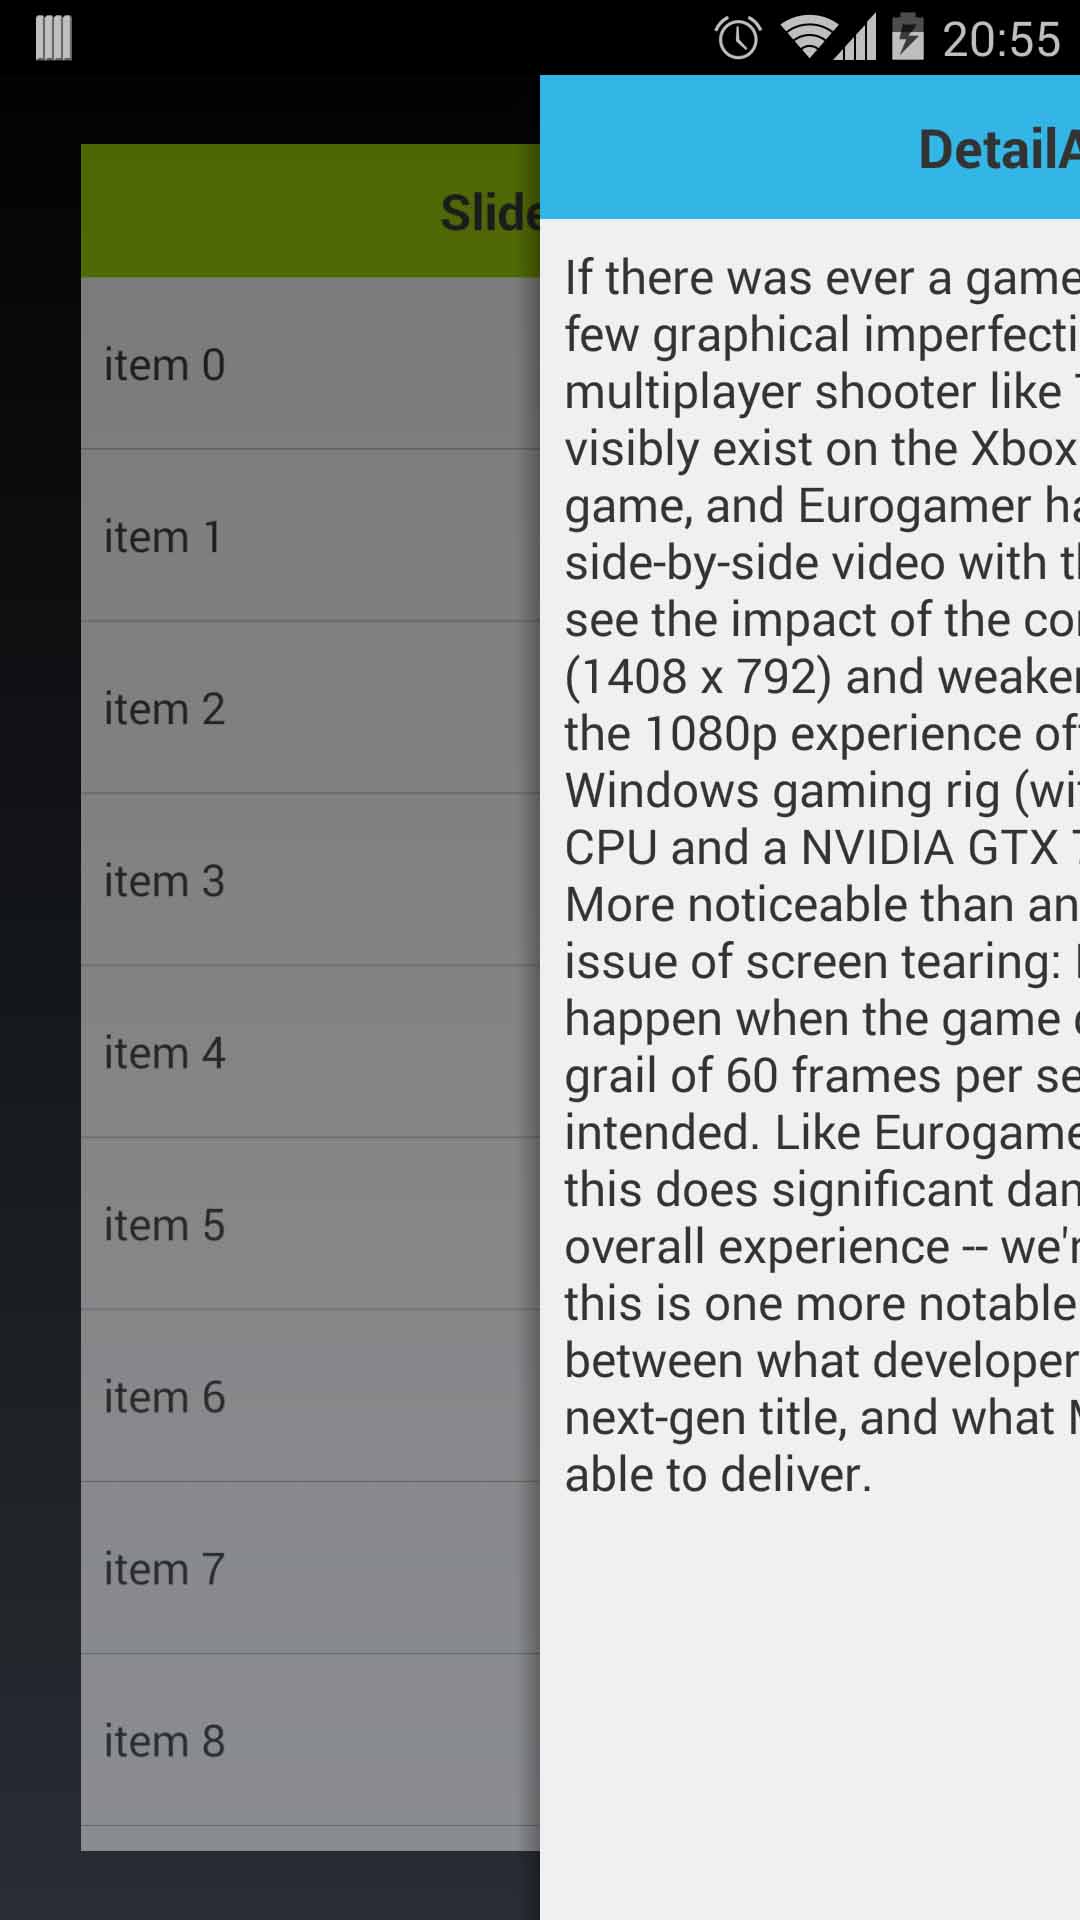 20:55
Slide
item 0
item 1
item 2
item 3
item 4
item 5
item 6
item 7
item 8
DetailA
If there was ever a game
few graphical imperfecti
multiplayer shooter like
visibly exist on the Xbox
game, and Eurogamer ha
side-by-side video with t
see the impact of the co
(1408 x 792) and weaker
the 1080p experience of
Windows gaming rig (wi
CPU and a NVIDIA GTX 7
More noticeable than an
issue of screen tearing:
happen when the game
grail of 60 frames per se
intended. Like Eurogame
this does significant da
overall experience -- we'r
this is one more notable
between what developer
next-gen title, and what M
able to deliver.